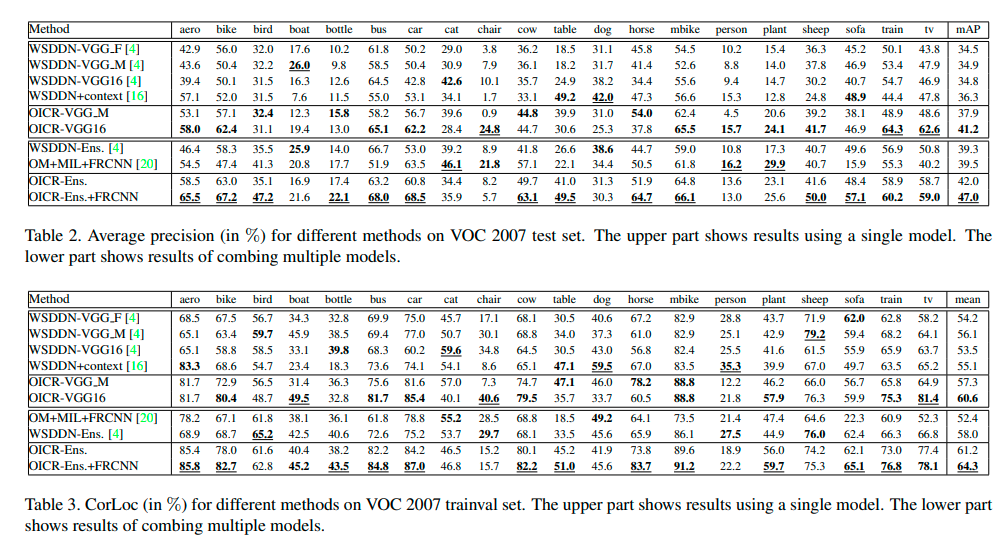 Method aero bike bird boat bottle bus car cat chair cow table dog horse mbike person plant sheep sofa train tv mAP
WSDDN-VGG_F [4] 42.9 56.0 32.0 17.6 10.2 61.8 50.2 29.0 3.8 36.2 18.5 31.1 45.8 54.5 10.2 15.4 36.3 45.2 50.1 43.8 34.5
WSDDN-VGG_M [4] 43.6 50.4 32.2 26.0 9.8 58.5 50.4 30.9 7.9 36.1 18.2 31.7 41.4 52.6 8.8 14.0 37.8 46.9 53.4 47.9 34.9
WSDDN-VGG16 [4] 39.4 50.1 31.5 16.3 12.6 64.5 42.8 42.6 10.1 35.7 24.9 38.2 34.4 55.6 9.4 14.7 30.2 40.7 54.7 46.9 34.8
WSDDN+context [16] 57.1 52.0 31.5 7.6 11.5 55.0 53.1 34.1 1.7 33.1 49.2 42.0 47.3 56.6 15.3 12.8 24.8 48.9 44.4 47.8 36.3
OICR-VGG_M 53.1 57.1 32.4 12.3 15.8 58.2 56.7 39.6 0.9 44.8 39.9 31.0 54.0 62.4 4.5 20.6 39.2 38.1 48.9 48.6 37.9
OICR-VGG16 58.0 62.4 31.1 19.4 13.0 65.1 62.2 28.4 24.8 44.7 30.6 25.3 37.8 65.5 15.7 24.1 41.7 46.9 64.3 62.6 41.2
WSDDN-Ens. [4] 46.4 58.3 35.5 25.9 14.0 66.7 53.0 39.2 8.9 41.8 26.6 38.6 44.7 59.0 10.8 17.3 40.7 49.6 56.9 50.8 39.3
OM+MIL+FRCNN [20] 54.5 47.4 41.3 20.8 17.7 51.9 63.5 46.1 21.8 57.1 22.1 34.4 50.5 61.8 16.2 29.9 40.7 15.9 55.3 40.2 39.5
OICR-Ens. 58.5 63.0 35.1 16.9 17.4 63.2 60.8 34.4 8.2 49.7 41.0 31.3 51.9 64.8 13.6 23.1 41.6 48.4 58.9 58.7 42.0
OICR-Ens.+FRCNN 65.5 67.2 47.2 21.6 22.1 68.0 68.5 35.9 5.7 63.1 49.5 30.3 64.7 66.1 13.0 25.6 50.0 57.1 60.2 59.0 47.0
Table 2. Average precision (in %) for different methods on VOC 2007 test set. The upper part shows results using a single model. The
lower part shows results of combing multiple models.
Method aero bike bird boat bottle bus car cat chair cow table dog horse mbike person plant sheep sofa train tv mean
WSDDN-VGG_F [4] 68.5 67.5 56.7 34.3 32.8 69.9 75.0 45.7 17.1 68.1 30.5 40.6 67.2 82.9 28.8 43.7 71.9 62.0 62.8 58.2 54.2
WSDDN-VGG_M [4] 65.1 63.4 59.7 45.9 38.5 69.4 77.0 50.7 30.1 68.8 34.0 37.3 61.0 82.9 25.1 42.9 79.2 59.4 68.2 64.1 56.1
WSDDN-VGG16 [4] 65.1 58.8 58.5 33.1 39.8 68.3 60.2 59.6 34.8 64.5 30.5 43.0 56.8 82.4 25.5 41.6 61.5 55.9 65.9 63.7 53.5
WSDDN+context [16] 83.3 68.6 54.7 23.4 18.3 73.6 74.1 54.1 8.6 65.1 47.1 59.5 67.0 83.5 35.3 39.9 67.0 49.7 63.5 65.2 55.1
OICR-VGG_M 81.7 72.9 56.5 31.4 36.3 75.6 81.6 57.0 7.3 74.7 47.1 46.0 78.2 88.8 12.2 46.2 66.0 56.7 65.8 64.9 57.3
OICR-VGG16 81.7 80.4 48.7 49.5 32.8 81.7 85.4 40.1 40.6 79.5 35.7 33.7 60.5 88.8 21.8 57.9 76.3 59.9 75.3 81.4 60.6
OM+MIL+FRCNN [20] 78.2 67.1 61.8 38.1 36.1 61.8 78.8 55.2 28.5 68.8 18.5 49.2 64.1 73.5 21.4 47.4 64.6 22.3 60.9 52.3 52.4
WSDDN-Ens. [4] 68.9 68.7 65.2 42.5 40.6 72.6 75.2 53.7 29.7 68.1 33.5 45.6 65.9 86.1 27.5 44.9 76.0 62.4 66.3 66.8 58.0
OICR-Ens. 85.4 78.0 61.6 40.4 38.2 82.2 84.2 46.5 15.2 80.1 45.2 41.9 73.8 89.6 18.9 56.0 74.2 62.1 73.0 77.4 61.2
OICR-Ens.+FRCNN 85.8 82.7 62.8 45.2 43.5 84.8 87.0 46.8 15.7 82.2 51.0 45.6 83.7 91.2 22.2 59.7 75.3 65.1 76.8 78.1 64.3
Table 3. CorLoc (in %) for different methods on VOC 2007 trainval set. The upper part shows results using a single model. The lower part
shows results of combing multiple models.